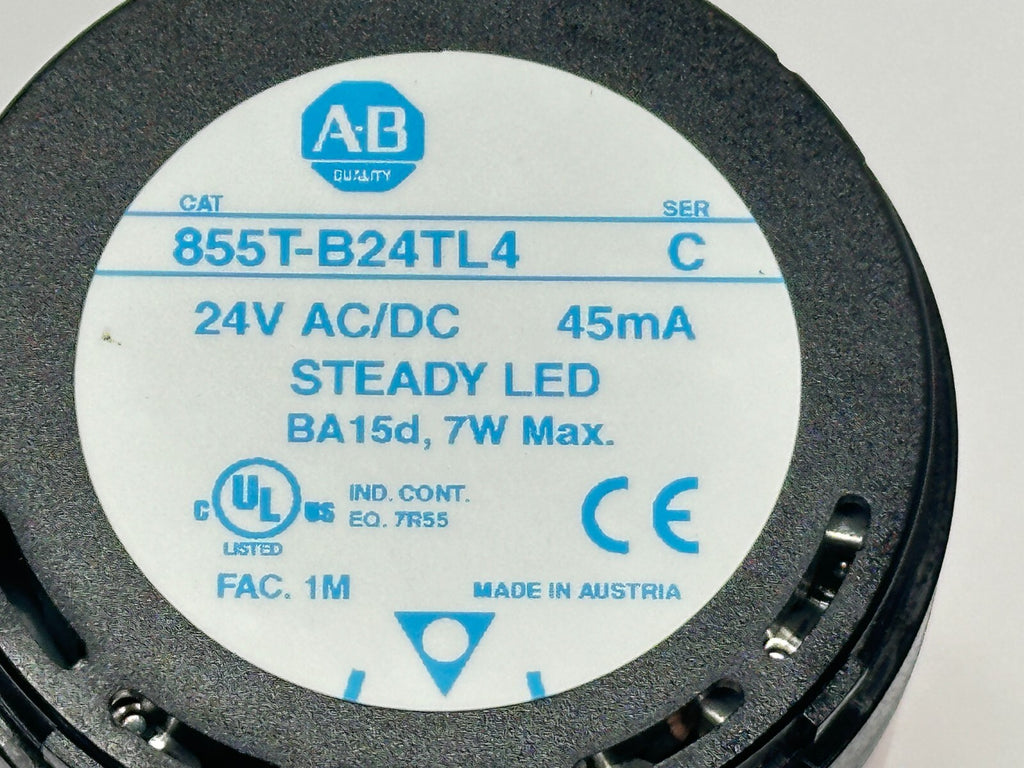 A-B
QUALITY
CAT SER
855T-B24TL4 C
24V AC/DC 45mA
STEADY LED
BA15d, 7W Max.
C UL US IND. CONT.
EQ. 7R55
LISTED
CE
FAC. 1M MADE IN AUSTRIA